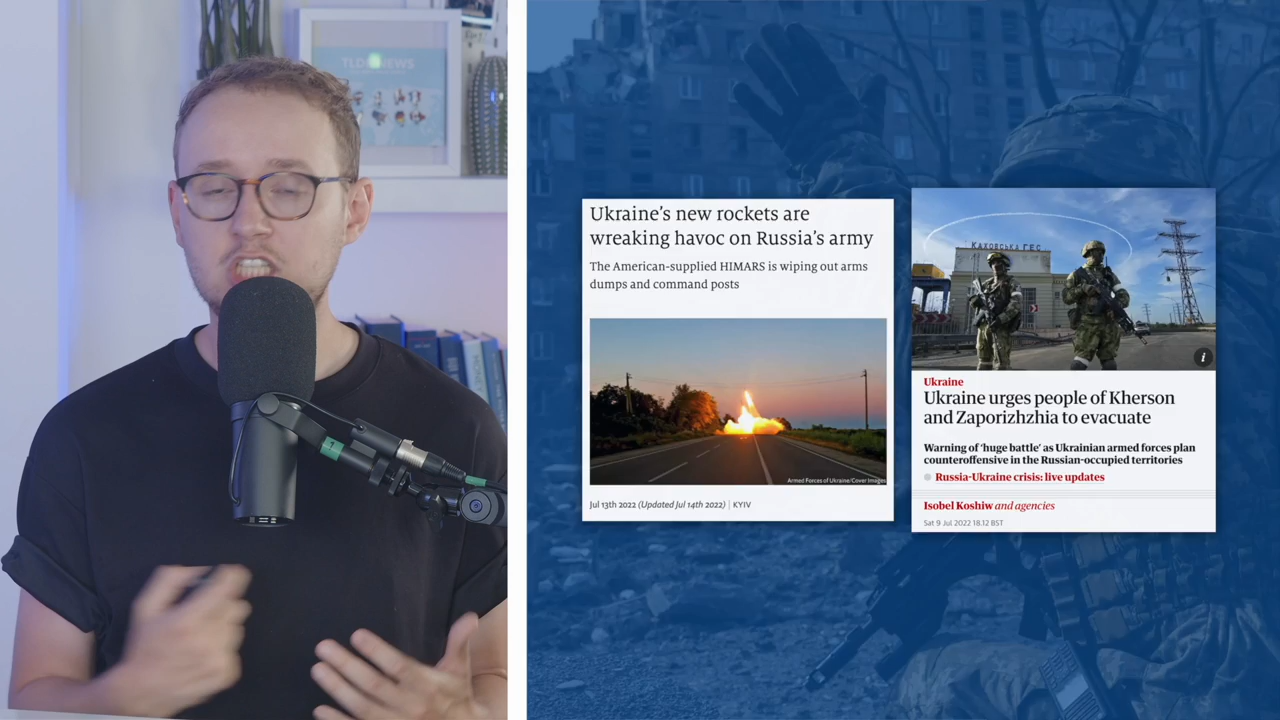 TLDR NEWS
Ukraine's new rockets are
wreaking havoc on Russia's army
The American-supplied HIMARS is wiping out arms
dumps and command posts
Armed Forces of Ukraine/Cover Images
Jul 13th 2022 (Updated Jul 14th 2022) | KYIV
КАХОВСЬКА ГЕС
i
Ukraine
Ukraine urges people of Kherson
and Zaporizhzhia to evacuate
Warning of ‘huge battle’ as Ukrainian armed forces plan
counteroffensive in the Russian-occupied territories
Russia-Ukraine crisis: live updates
Isobel Koshiw and agencies
Sat 9 Jul 2022 18.12 BST
1